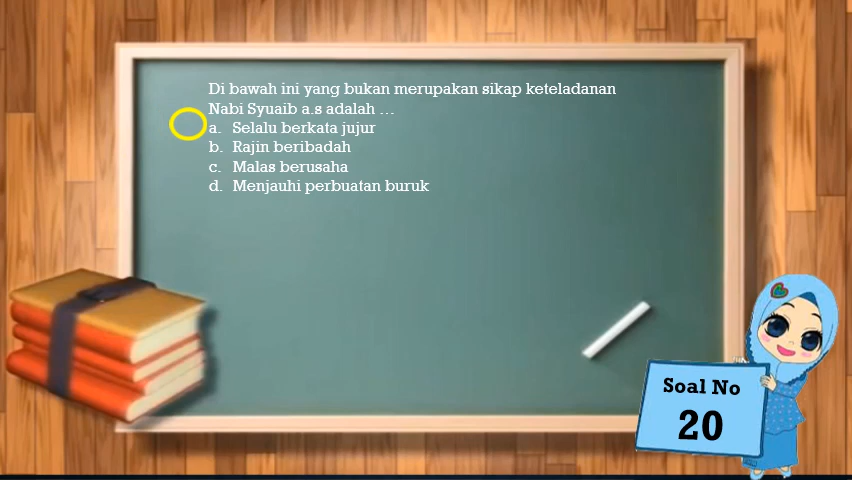 Di bawah ini yang bukan merupakan sikap keteladanan
Nabi Syuaib a.s adalah ...
a. Selalu berkata jujur
b. Rajin beribadah
c. Malas berusaha
d. Menjauhi perbuatan buruk
Soal No
20